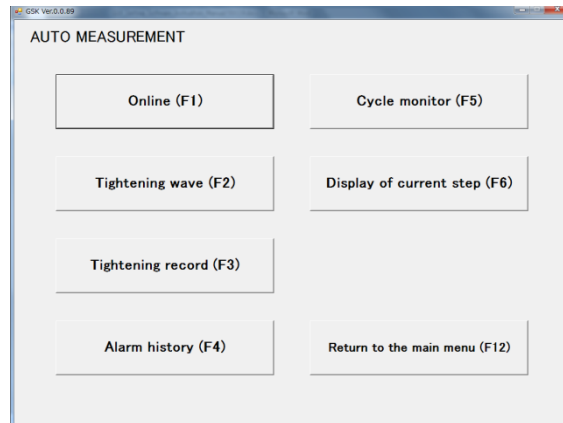 GSK Ver.0.0.89
AUTO MEASUREMENT
Online (F1)
Cycle monitor (F5)
Tightening wave (F2)
Display of current step (F6)
Tightening record (F3)
Alarm history (F4)
Return to the main menu (F12)